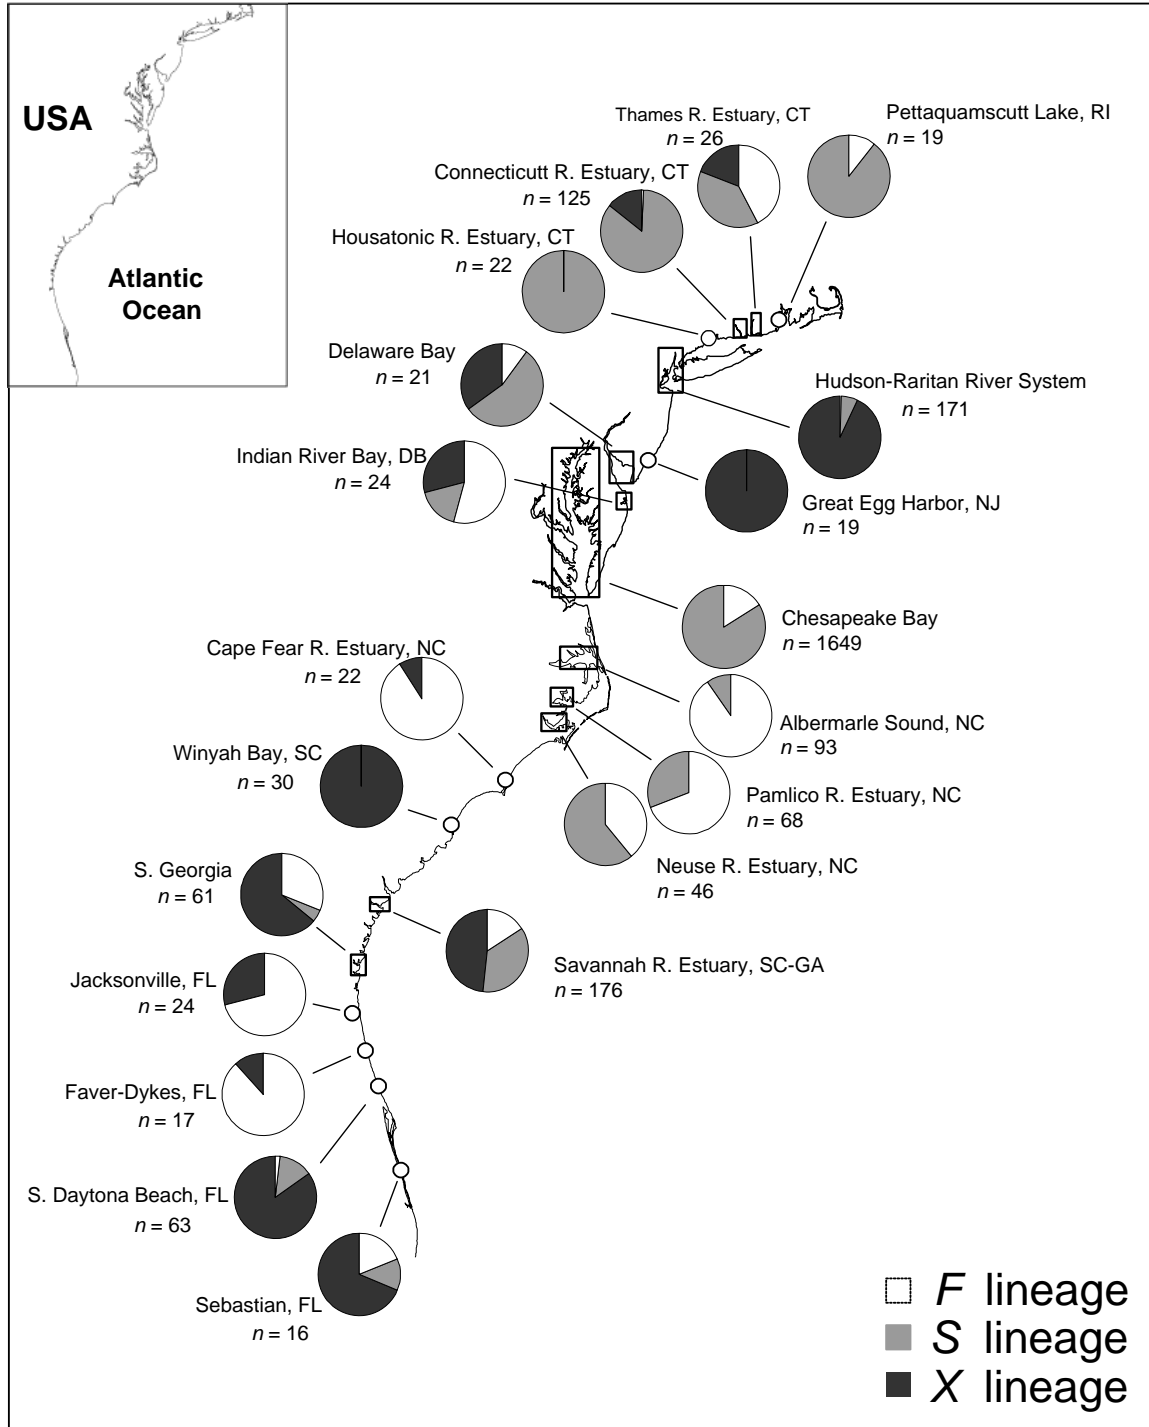 USA
Atlantic
Ocean
Thames R. Estuary, CT
n = 26
Pettaquamscutt Lake, RI
n = 19
Connecticutt R. Estuary, CT
n = 125
Housatonic R. Estuary, CT
n = 22
Delaware Bay
n = 21
Hudson-Raritan River System
n = 171
Indian River Bay, DB
n = 24
Great Egg Harbor, NJ
n = 19
Chesapeake Bay
n = 1649
Cape Fear R. Estuary, NC
n = 22
Albermarle Sound, NC
n = 93
Winyah Bay, SC
n = 30
Pamlico R. Estuary, NC
n = 68
Neuse R. Estuary, NC
n = 46
S. Georgia
n = 61
Savannah R. Estuary, SC-GA
n = 176
Jacksonville, FL
n = 24
Faver-Dykes, FL
n = 17
S. Daytona Beach, FL
n = 63
Sebastian, FL
n = 16
F lineage
S lineage
X lineage